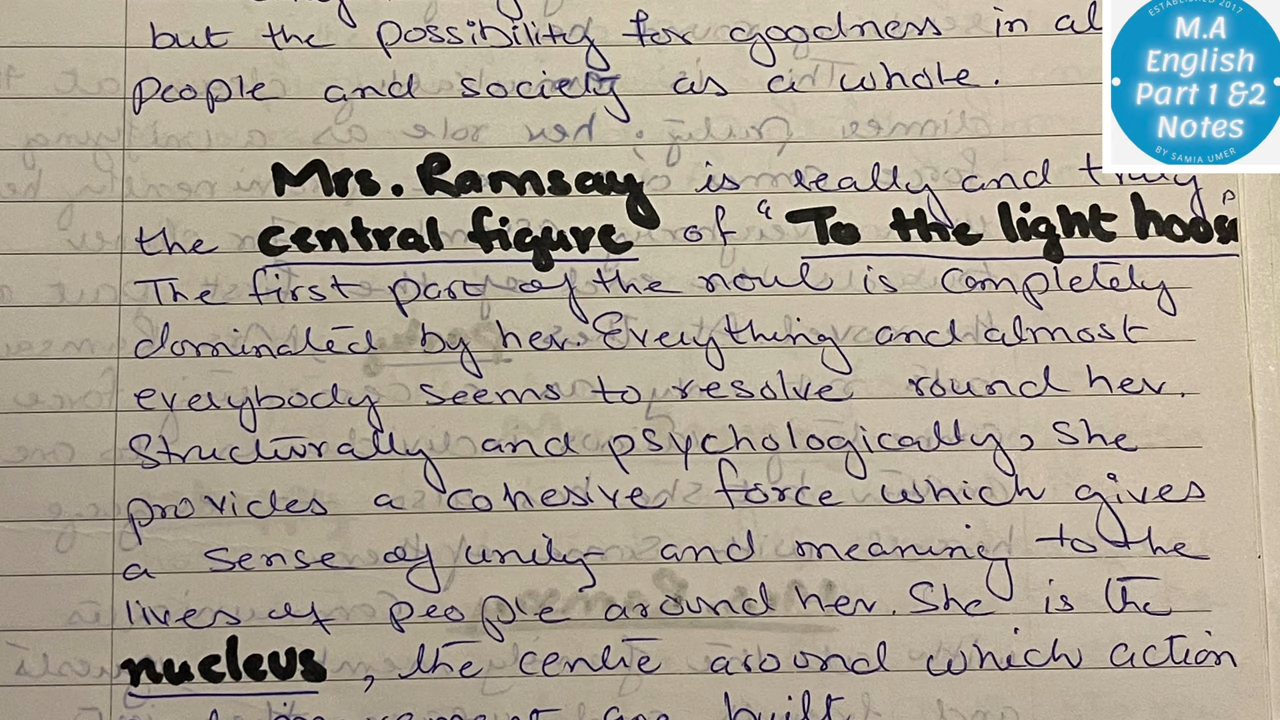 but the possibility for goodness in al
people and society as a whole.
ESTABLISHED 2017
M.A
English
Part 1 &2
Notes
BY SAMIA UMER
Mrs. Ramsay is really and truly
the central figure of "To the light house"
The first part of the novel is completely
dominated by her. Everything and almost
everybody seems to resolve round her.
Structurally and psychologically, she
provides a cohesive force which gives
a sense of unity and meaning to the
lives of people around her. She is the
nucleus, the centre around which action
are built